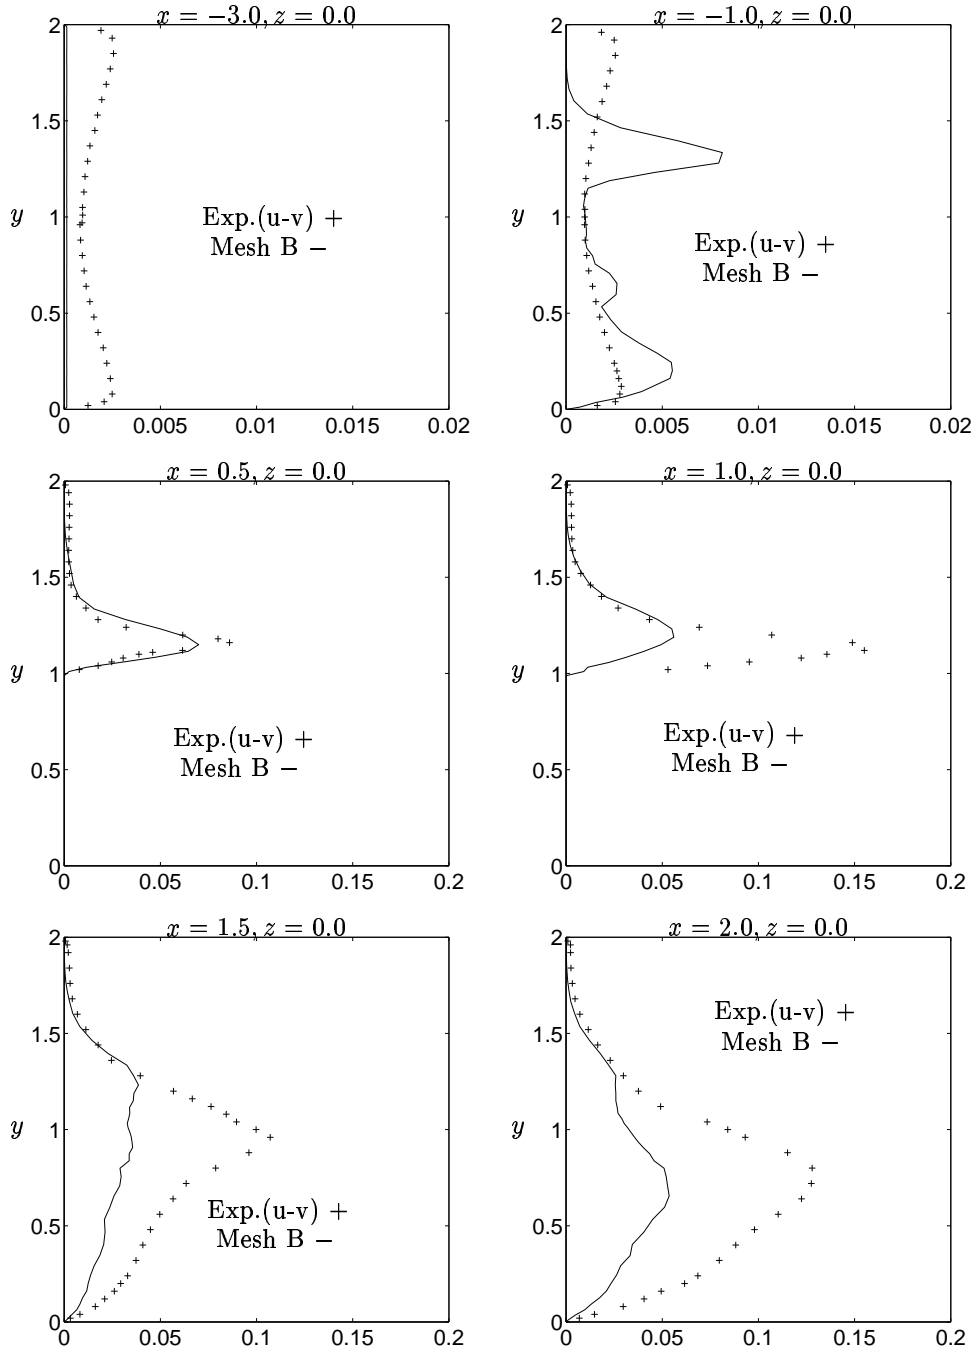 x = −3.0, z = 0.0
2
1.5
y
1
0.5
0
0
0.005
0.01
0.015
0.02
Exp.(u-v) +
Mesh B −
x = −1.0, z = 0.0
2
1.5
1
0.5
0
0
0.005
0.01
0.015
0.02
Exp.(u-v) +
Mesh B −
x = 0.5, z = 0.0
2
1.5
y
1
0.5
0
0
0.05
0.1
0.15
0.2
Exp.(u-v) +
Mesh B −
x = 1.0, z = 0.0
2
1.5
y
1
0.5
0
0
0.05
0.1
0.15
0.2
Exp.(u-v) +
Mesh B −
x = 1.5, z = 0.0
2
1.5
y
1
0.5
0
0
0.05
0.1
0.15
0.2
Exp.(u-v) +
Mesh B −
x = 2.0, z = 0.0
2
1.5
y
1
0.5
0
0
0.05
0.1
0.15
0.2
Exp.(u-v) +
Mesh B −